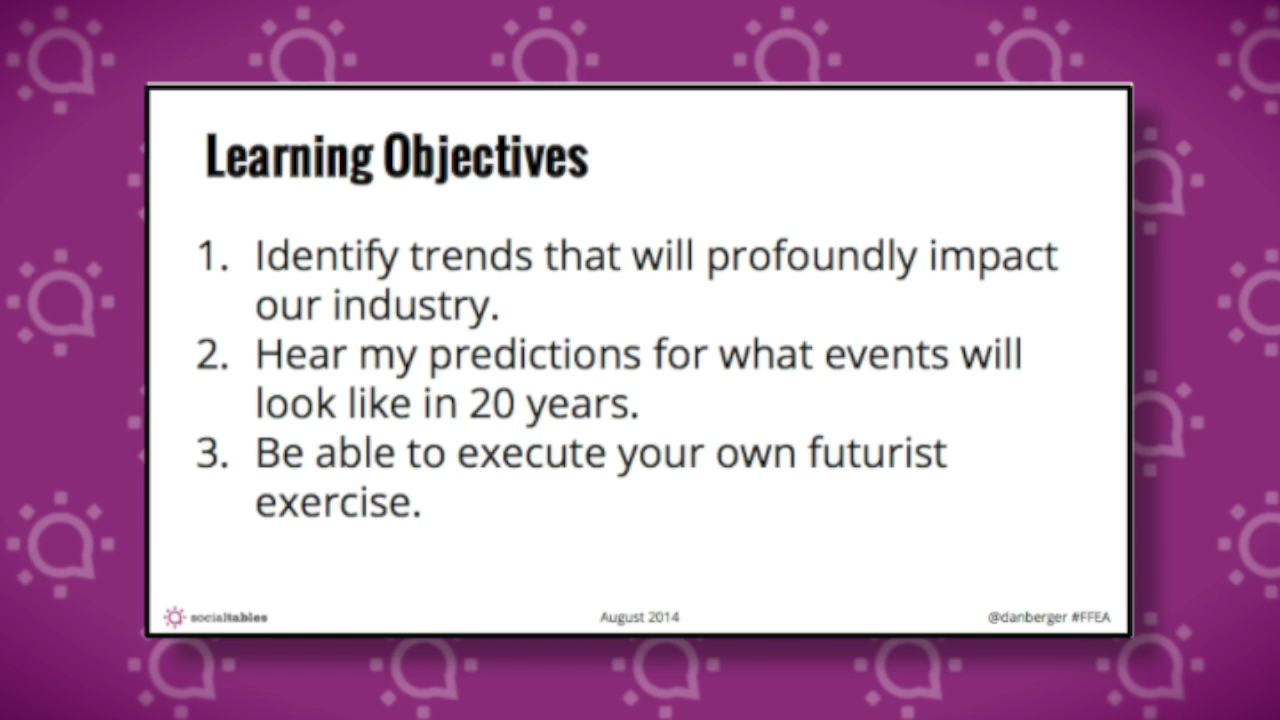 Learning Objectives
1. Identify trends that will profoundly impact
our industry.
2. Hear my predictions for what events will
look like in 20 years.
3. Be able to execute your own futurist
exercise.
socialtables
August 2014
@danberger #FFEA